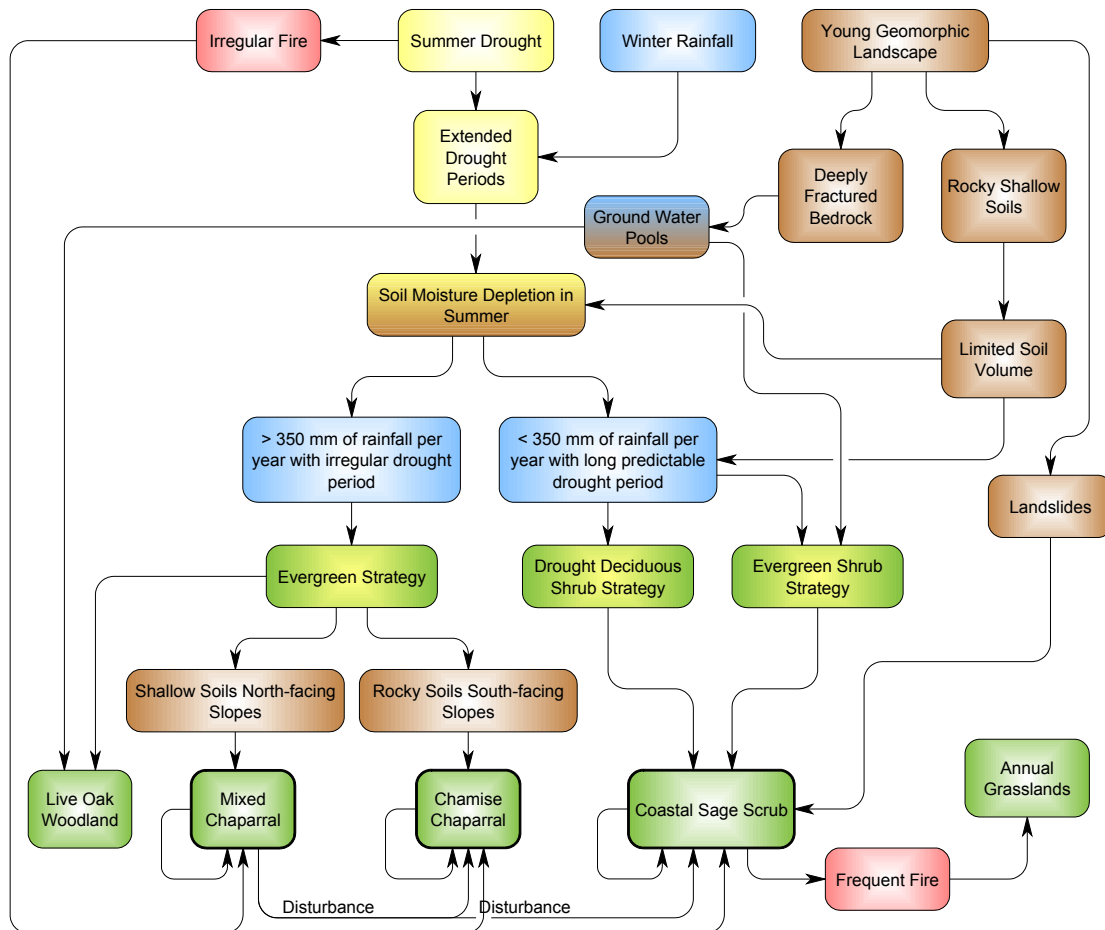 Irregular Fire
Summer Drought
Winter Rainfall
Young Geomorphic
Landscape
Extended
Drought
Periods
Deeply
Fractured
Bedrock
Rocky Shallow
Soils
Ground Water
Pools
Soil Moisture Depletion in
Summer
Limited Soil
Volume
> 350 mm of rainfall per
year with irregular drought
period
< 350 mm of rainfall per
year with long predictable
drought period
Landslides
Evergreen Strategy
Drought Deciduous
Shrub Strategy
Evergreen Shrub
Strategy
Shallow Soils North-facing
Slopes
Rocky Soils South-facing
Slopes
Live Oak
Woodland
Mixed
Chaparral
Chamise
Chaparral
Coastal Sage Scrub
Annual
Grasslands
Frequent Fire
Disturbance
Disturbance